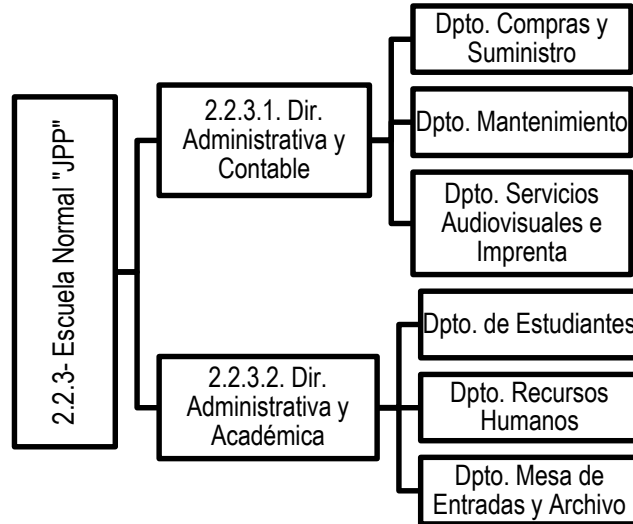 2.2.3- Escuela Normal "JPP"
2.2.3.1. Dir.
Administrativa y
Contable
Dpto. Compras y
Suministro
Dpto. Mantenimiento
Dpto. Servicios
Audiovisuales e
Imprenta
2.2.3.2. Dir.
Administrativa y
Académica
Dpto. de Estudiantes
Dpto. Recursos
Humanos
Dpto. Mesa de
Entradas y Archivo